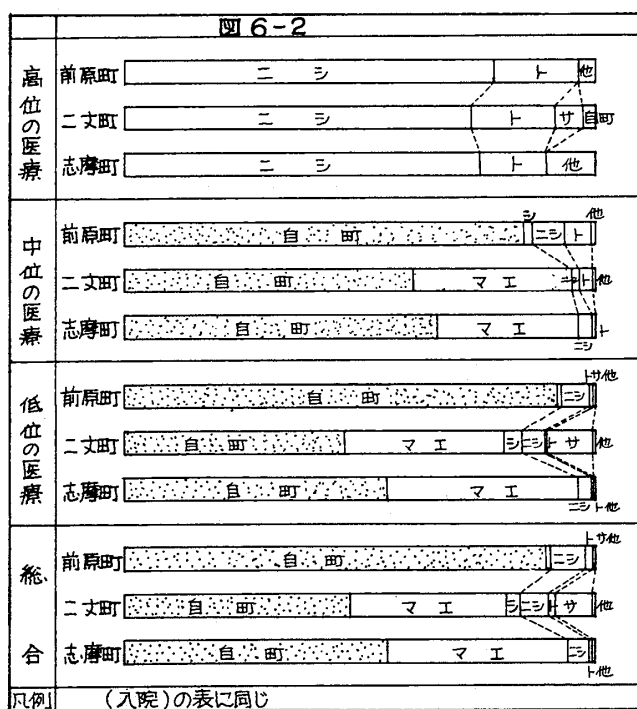 図6-2
高位の医療
前原町 ニシ ト 他
二丈町 ニシ ト サ 自町
志摩町 ニシ ト 他
中位の医療
シ 他
前原町 自町 ニシ ト
二丈町 自町 マエ ニシ ト 他
志摩町 自町 マエ ト
ニシ
低位の医療
トサ他
前原町 自町 ニシ
二丈町 自町 マエ シ ニシ ト サ 他
志摩町 自町 マエ
ニシ ト他
総合
トサ他
前原町 自町 ニシ
二丈町 自町 マエ シ ニシ ト サ 他
志摩町 自町 マエ ニシ
ト他
凡例 (入院)の表に同じ